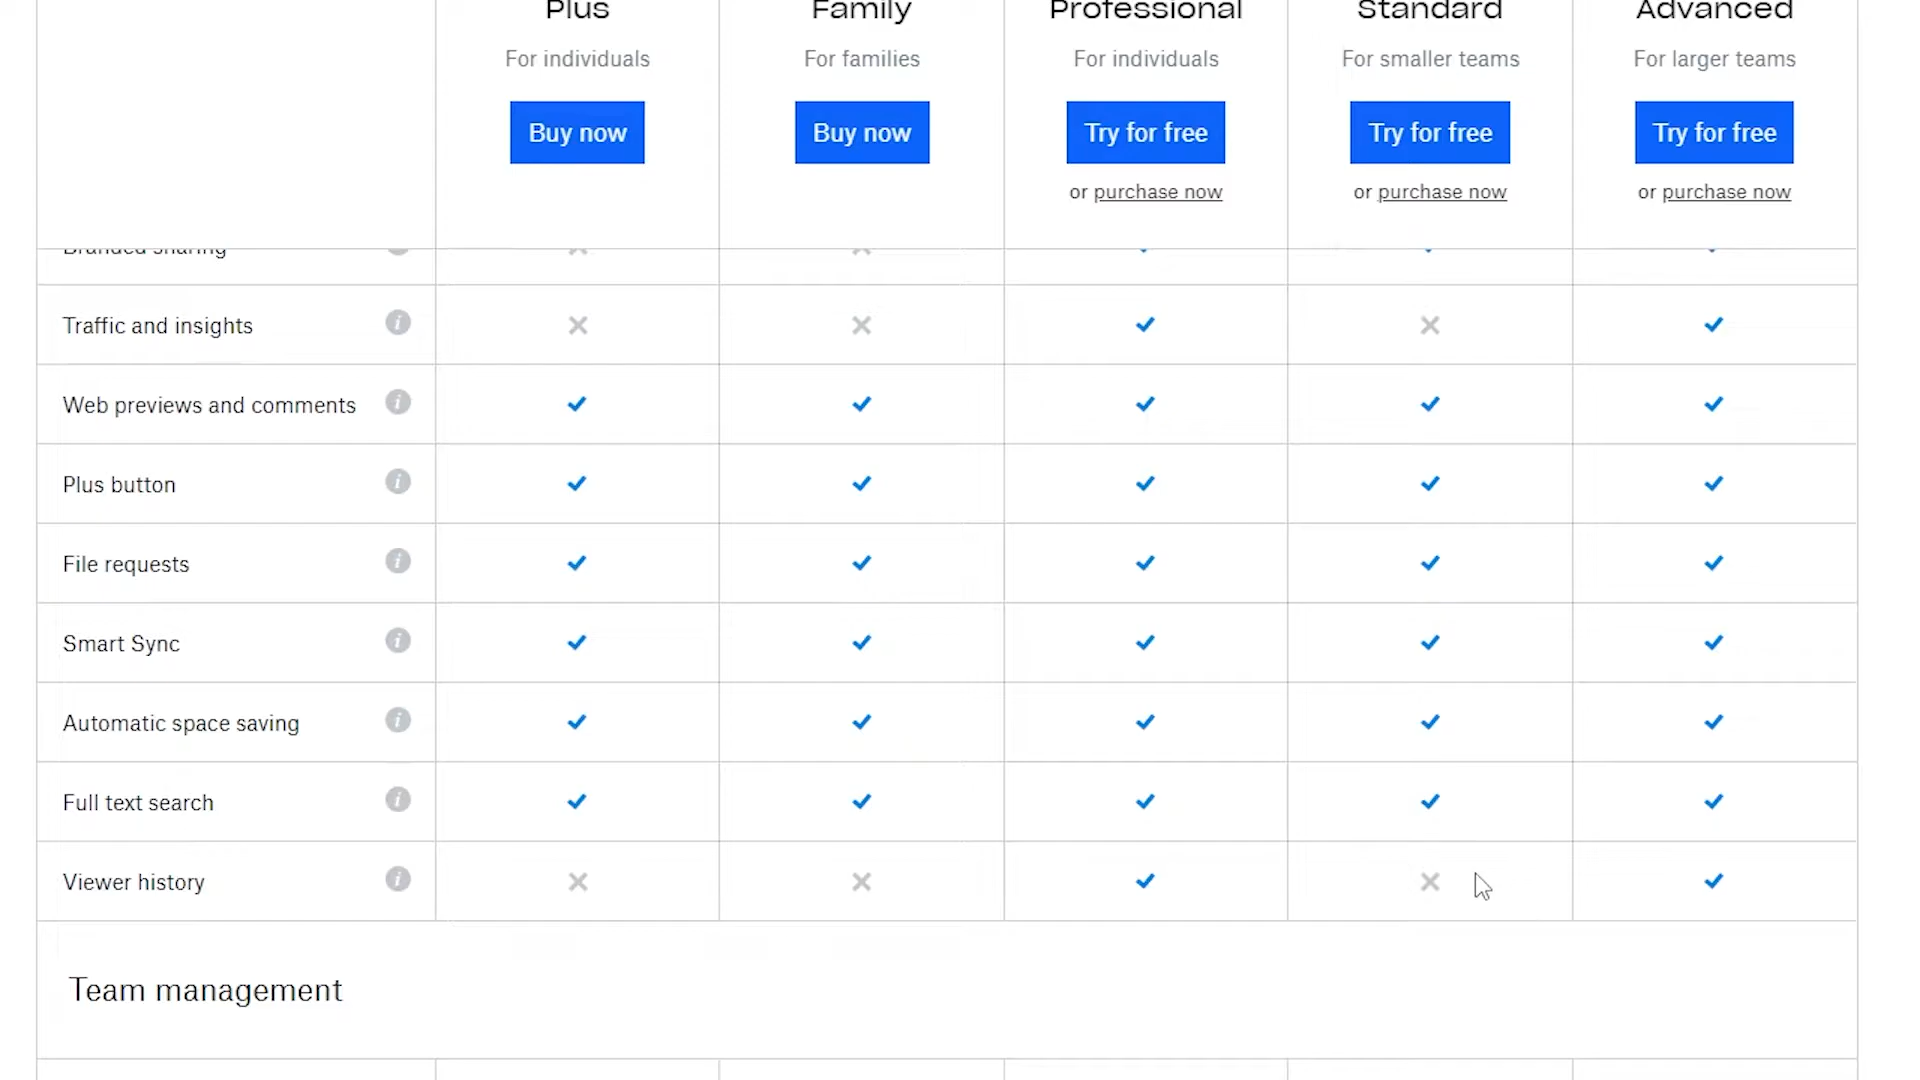 Plus Family Professional Standard Advanced
For individuals For families For individuals For smaller teams For larger teams
Buy now Buy now Try for free Try for free Try for free
or purchase now or purchase now or purchase now
Branded sharing
Traffic and insights
Web previews and comments
Plus button
File requests
Smart Sync
Automatic space saving
Full text search
Viewer history
Team management